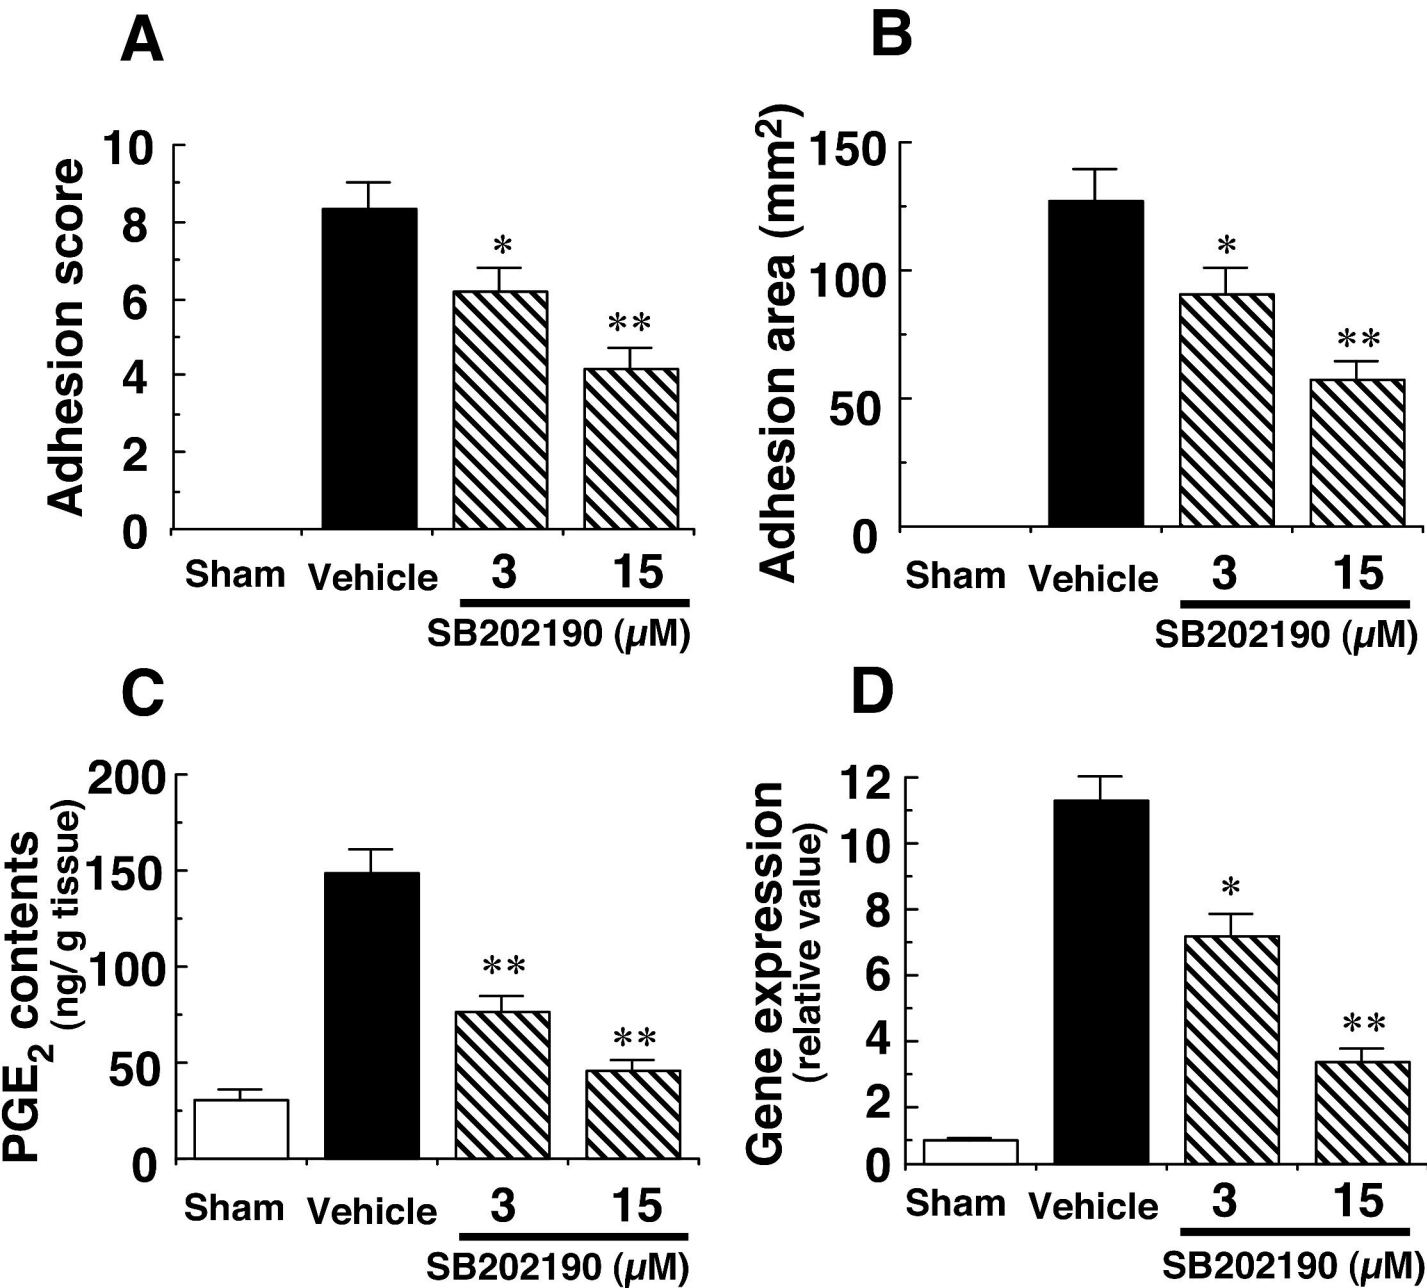 A
Adhesion score
10
8
6
4
2
0
*
**
Sham Vehicle 3 15
SB202190 (µM)
B
Adhesion area (mm²)
150
100
50
0
*
**
Sham Vehicle 3 15
SB202190 (µM)
C
PGE₂ contents
(ng/ g tissue)
200
150
100
50
0
**
**
Sham Vehicle 3 15
SB202190 (µM)
D
Gene expression
(relative value)
12
10
8
6
4
2
0
*
**
Sham Vehicle 3 15
SB202190 (µM)